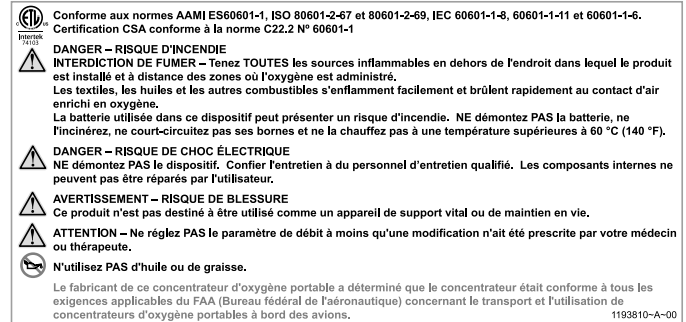 Conforme aux normes AAMI ES60601-1, ISO 80601-2-67 et 80601-2-69, IEC 60601-1-8, 60601-1-11 et 60601-1-6.
Certification CSA conforme à la norme C22.2 Nº 60601-1
c ETL us
Intertek
74103
DANGER – RISQUE D'INCENDIE
INTERDICTION DE FUMER – Tenez TOUTES les sources inflammables en dehors de l'endroit dans lequel le produit
est installé et à distance des zones où l'oxygène est administré.
Les textiles, les huiles et les autres combustibles s'enflamment facilement et brûlent rapidement au contact d'air
enrichi en oxygène.
La batterie utilisée dans ce dispositif peut présenter un risque d'incendie. NE démontez PAS la batterie, ne
l'incinérez, ne court-circuitez pas ses bornes et ne la chauffez pas à une température supérieures à 60 °C (140 °F).
DANGER – RISQUE DE CHOC ÉLECTRIQUE
NE démontez PAS le dispositif. Confier l'entretien à du personnel d'entretien qualifié. Les composants internes ne
peuvent pas être réparés par l'utilisateur.
AVERTISSEMENT – RISQUE DE BLESSURE
Ce produit n'est pas destiné à être utilisé comme un appareil de support vital ou de maintien en vie.
ATTENTION – Ne réglez PAS le paramètre de débit à moins qu'une modification n'ait été prescrite par votre médecin
ou thérapeute.
N'utilisez PAS d'huile ou de graisse.
Le fabricant de ce concentrateur d'oxygène portable a déterminé que le concentrateur était conforme à tous les
exigences applicables du FAA (Bureau fédéral de l'aéronautique) concernant le transport et l'utilisation de
concentrateurs d'oxygène portables à bord des avions.
1193810~A~00